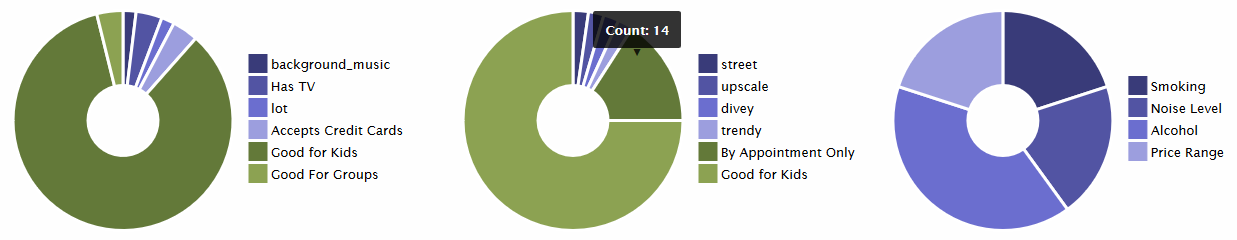 background_music
Has TV
lot
Accepts Credit Cards
Good for Kids
Good For Groups
Count: 14
street
upscale
divey
trendy
By Appointment Only
Good for Kids
Smoking
Noise Level
Alcohol
Price Range